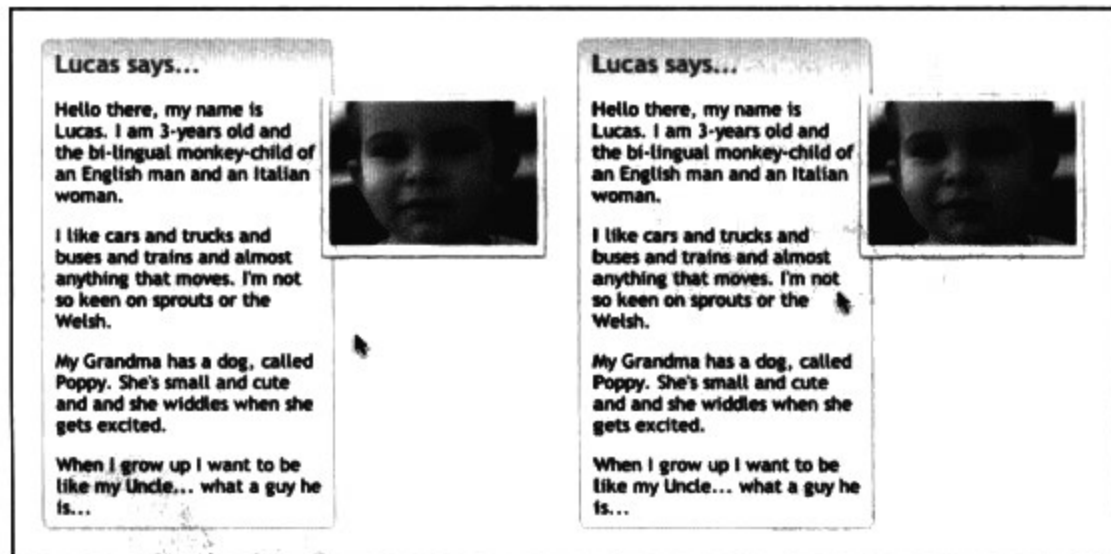 Lucas says...
Hello there, my name is
Lucas. I am 3-years old and
the bi-lingual monkey-child of
an English man and an Italian
woman.
I like cars and trucks and
buses and trains and almost
anything that moves. I'm not
so keen on sprouts or the
Welsh.
My Grandma has a dog, called
Poppy. She's small and cute
and and she widdles when she
gets excited.
When I grow up I want to be
like my Uncle... what a guy he
is...
Lucas says...
Hello there, my name is
Lucas. I am 3-years old and
the bi-lingual monkey-child of
an English man and an Italian
woman.
I like cars and trucks and
buses and trains and almost
anything that moves. I'm not
so keen on sprouts or the
Welsh.
My Grandma has a dog, called
Poppy. She's small and cute
and and she widdles when she
gets excited.
When I grow up I want to be
like my Uncle... what a guy he
is...